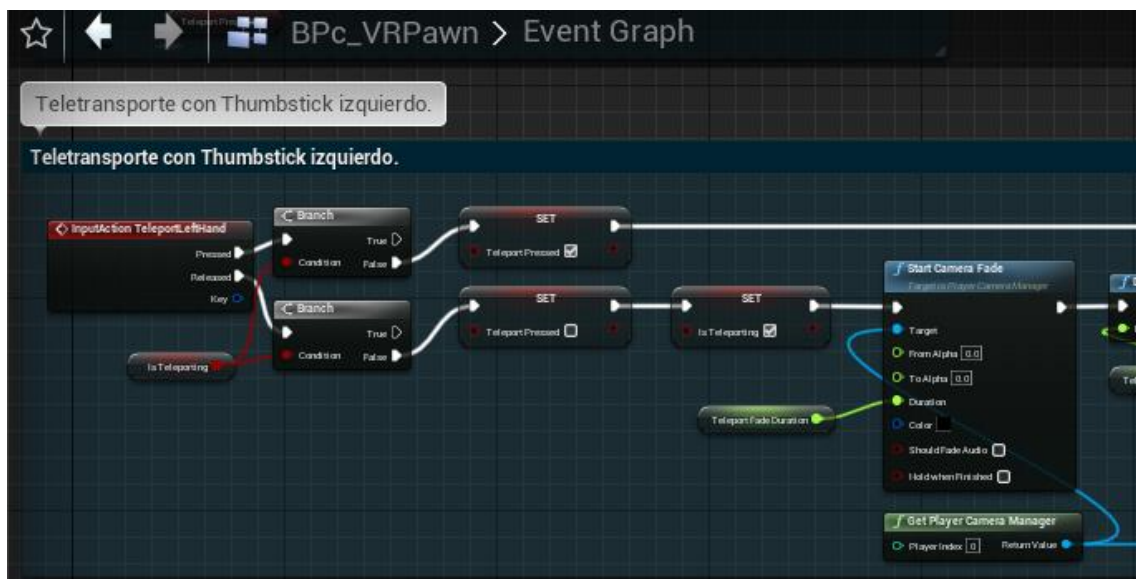 BPc_VRPawn > Event Graph
Teletransporte con Thumbstick izquierdo.
Teletransporte con Thumbstick izquierdo.
InputAction TeleportLeftHand
Pressed
Released
Key
Branch
True
Condition
False
SET
Teleport Pressed
Branch
True
Condition
False
Is Teleporting
SET
Teleport Pressed
SET
Is Teleporting
Teleport Fade Duration
Start Camera Fade
Target is Player Camera Manager
Target
From Alpha 0.0
To Alpha 0.0
Duration
Color
Should Fade Audio
Hold when Finished
Get Player Camera Manager
Player Index 0
Return Value